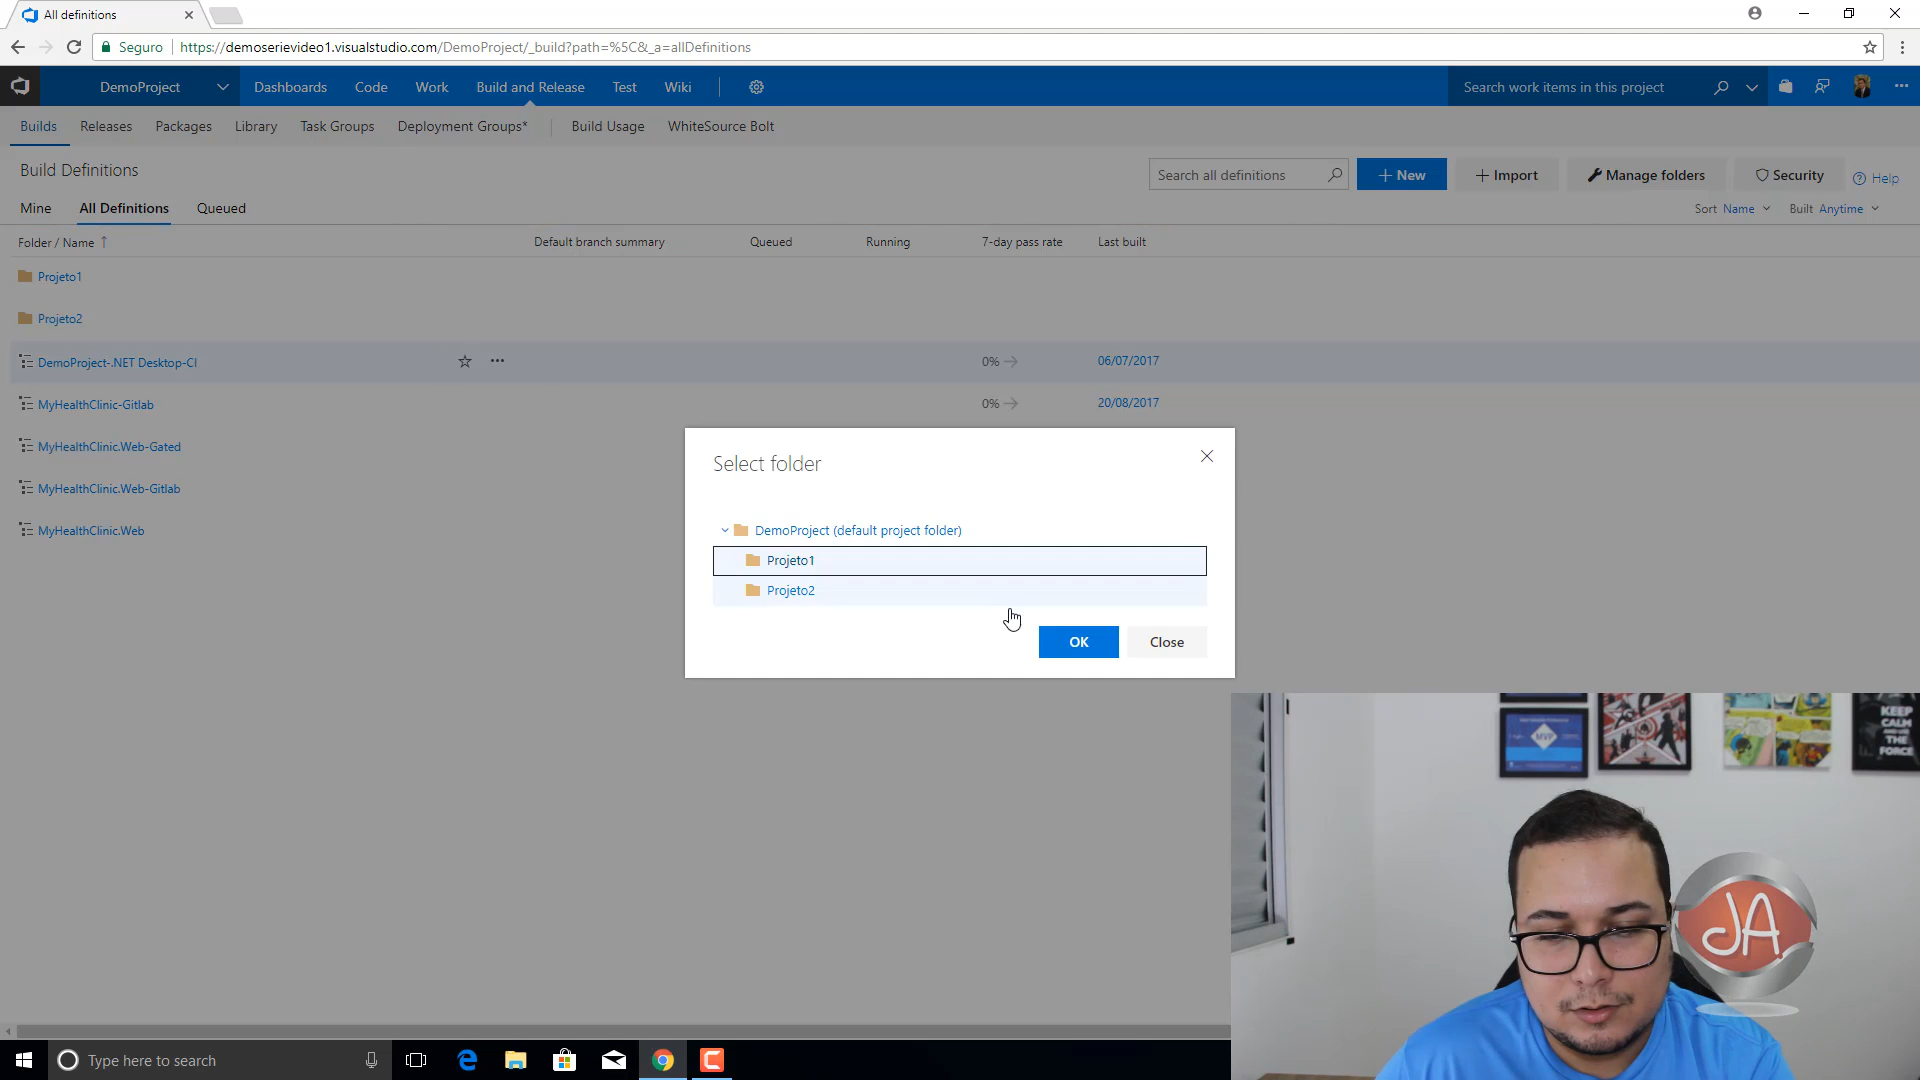 All definitions
Seguro
https://demoserievideo1.visualstudio.com/DemoProject/_build?path=%5C&_a=allDefinitions
DemoProject
Dashboards
Code
Work
Build and Release
Test
Wiki
Search work items in this project
Builds
Releases
Packages
Library
Task Groups
Deployment Groups*
Build Usage
WhiteSource Bolt
Build Definitions
Search all definitions
New
Import
Manage folders
Security
Help
Mine
All Definitions
Queued
Sort Name
Built Anytime
Folder / Name
Default branch summary
Queued
Running
7-day pass rate
Last built
Projeto1
Projeto2
DemoProject-.NET Desktop-CI
0%
06/07/2017
MyHealthClinic-Gitlab
0%
20/08/2017
MyHealthClinic.Web-Gated
MyHealthClinic.Web-Gitlab
MyHealthClinic.Web
Select folder
DemoProject (default project folder)
Projeto1
Projeto2
OK
Close
MVP
KEEP
CALM
AND USE
THE
FORCE
JA
Type here to search